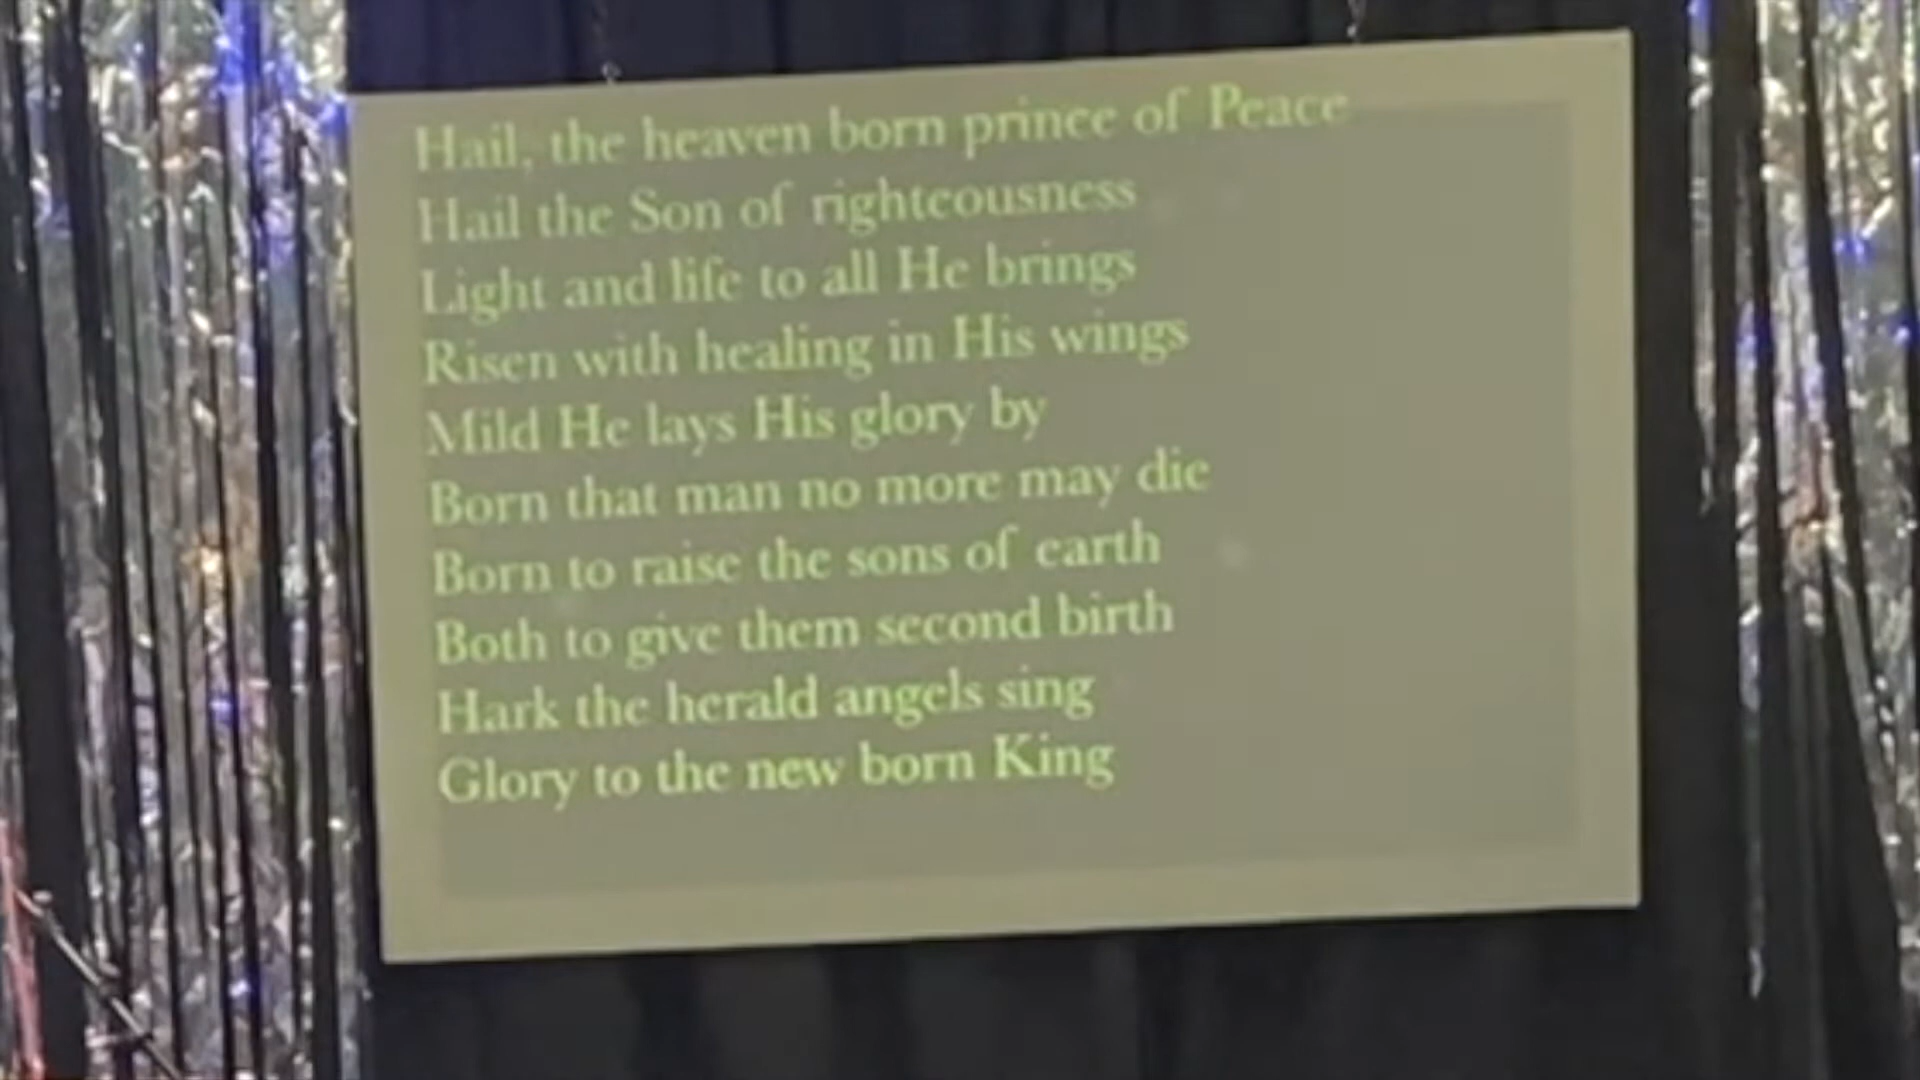 Hail, the heaven born prince of Peace
Hail the Son of righteousness
Light and life to all He brings
Risen with healing in His wings
Mild He lays His glory by
Born that man no more may die
Born to raise the sons of earth
Both to give them second birth
Hark the herald angels sing
Glory to the new born King